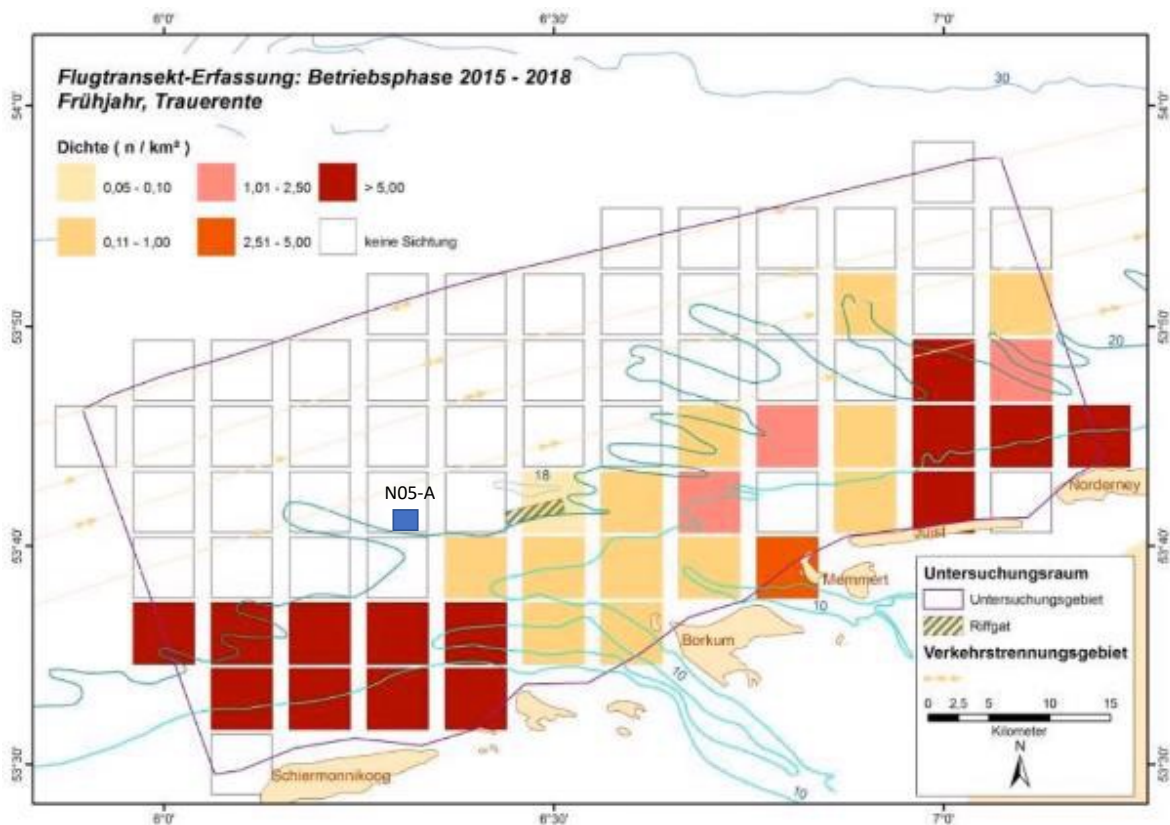 6°0'
6°30'
7°0'
Flugtransekt-Erfassung: Betriebsphase 2015 - 2018
Frühjahr, Trauerente
30
54°0'
54°0'
Dichte ( n / km² )
0,05 - 0,10
1,01 - 2,50
> 5,00
0,11 - 1,00
2,51 - 5,00
keine Sichtung
53°50'
53°50'
20
18
N05-A
Norderney
53°40'
53°40'
Juist
Memmert
10
Borkum
10
Untersuchungsraum
Untersuchungsgebiet
Riffgat
Verkehrstrennungsgebiet
0 2,5 5 10 15
Kilometer
N
53°30'
53°30'
Schiermonnikoog
10
6°0'
6°30'
7°0'